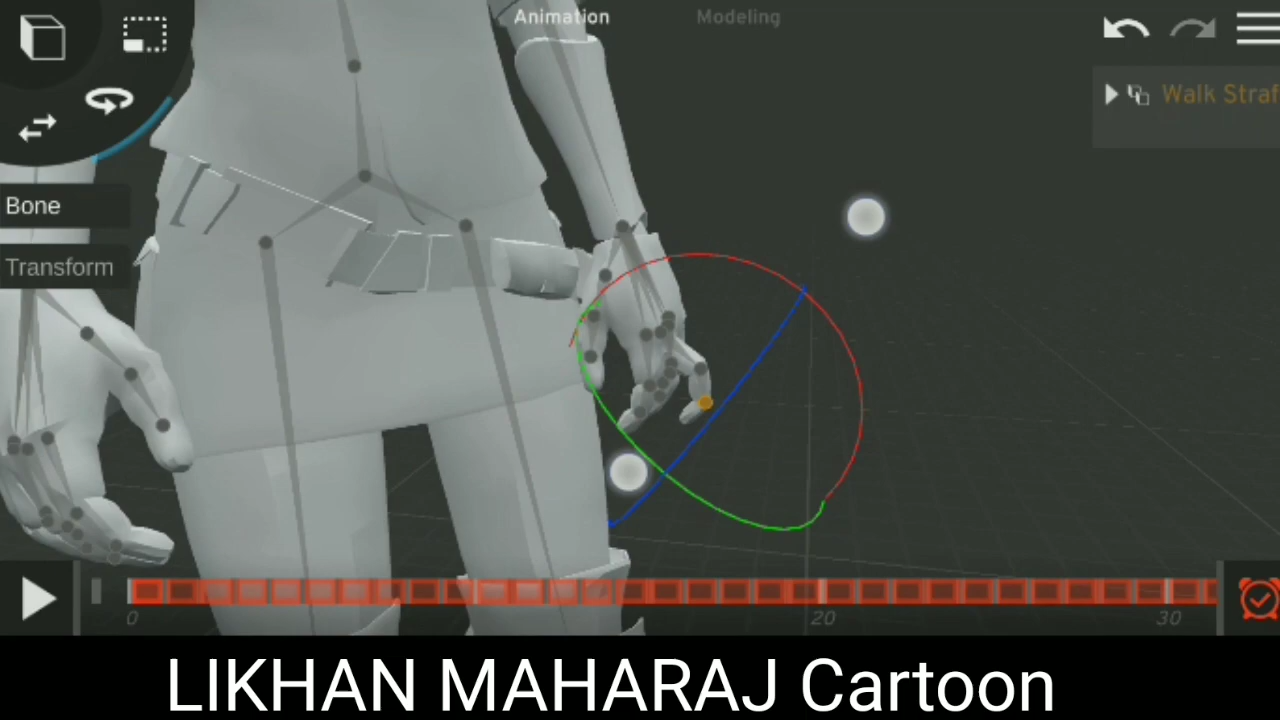 Animation
Modeling
Walk Straf
Bone
Transform
0
20
30
LIKHAN MAHARAJ Cartoon